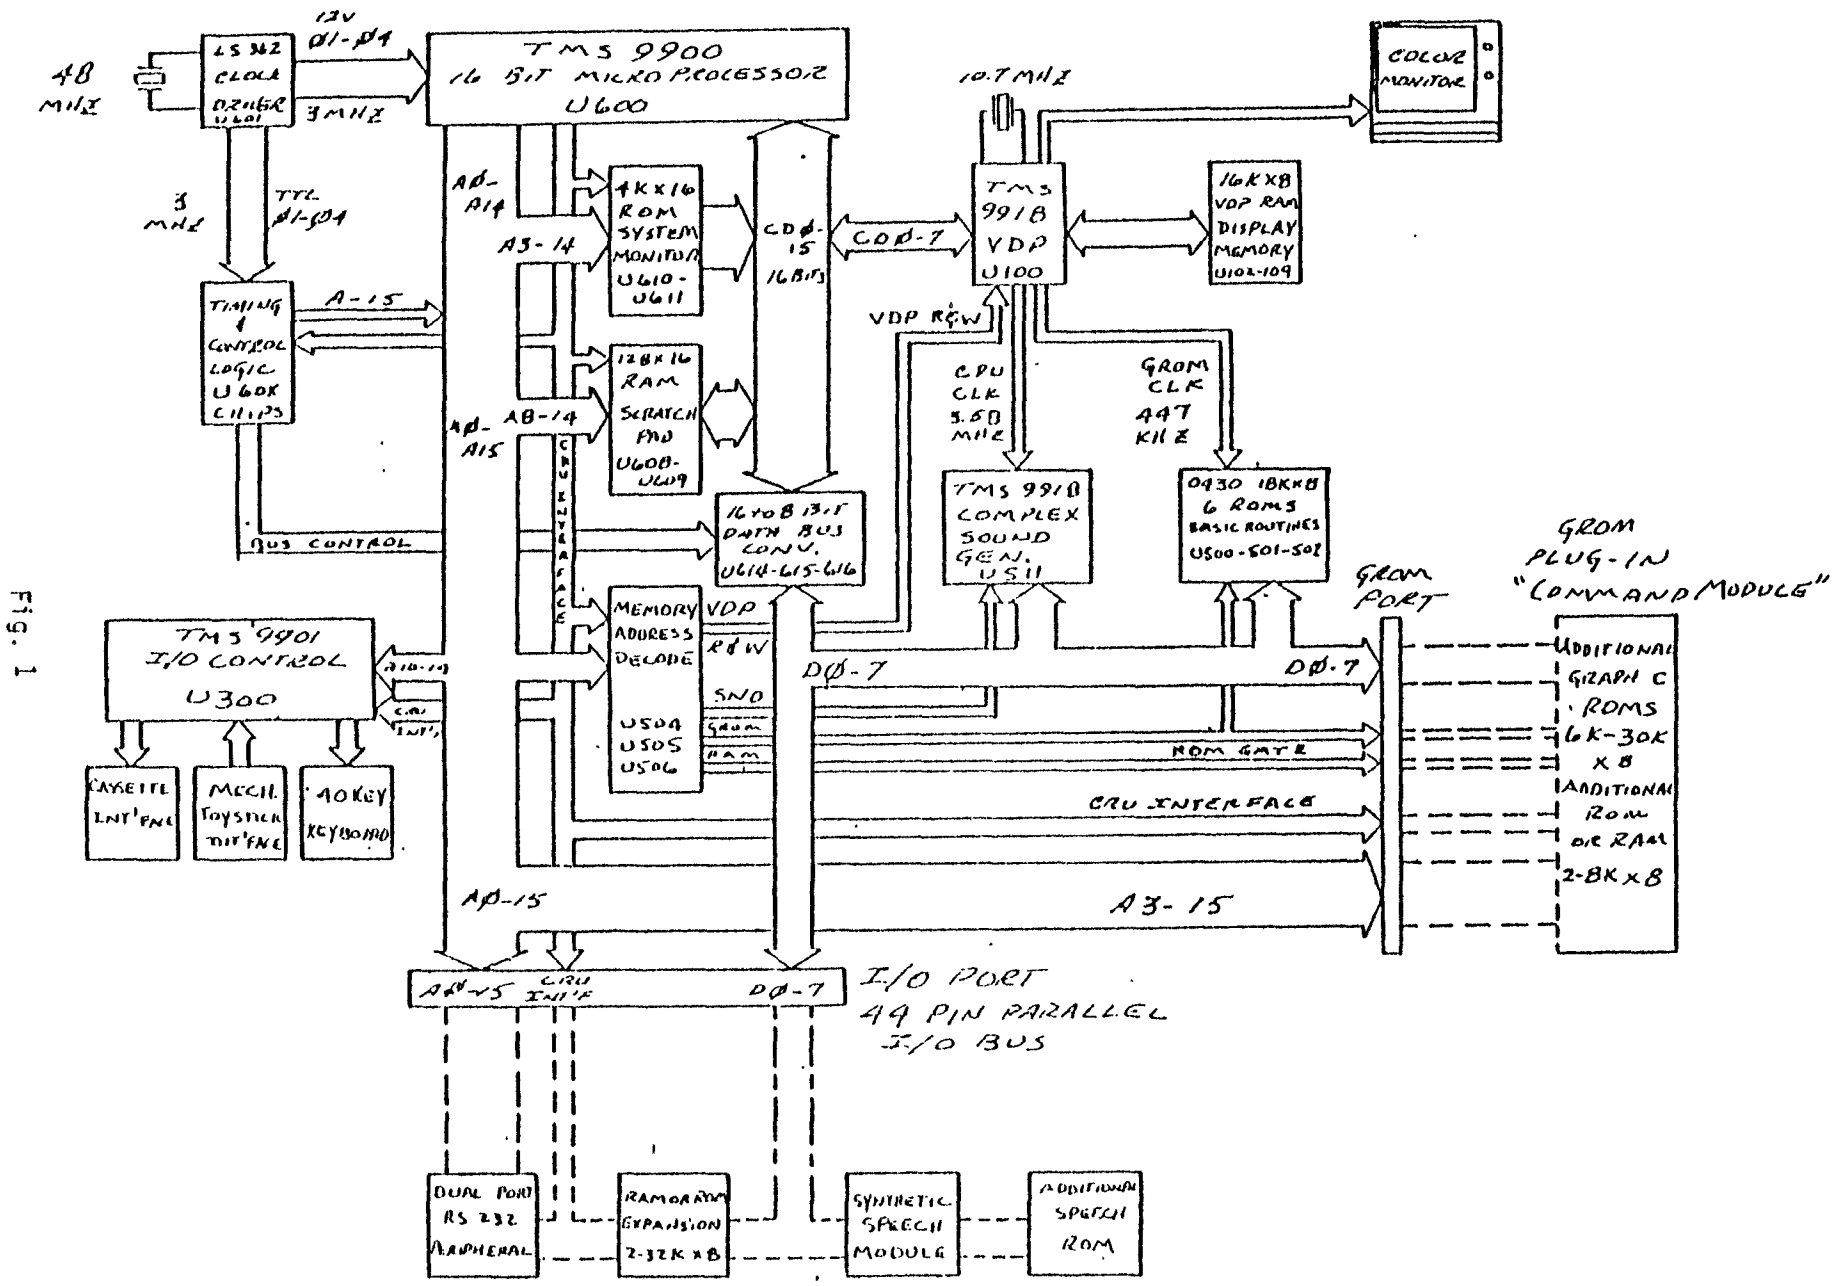 12V
Ø1-Ø4
48
MHZ
LS 362
CLOCK
DRIVER
U601
3 MHZ
TMS 9900
16 BIT MICROPROCESSOR
U600
10.7 MHZ
COLOR
MONITOR
3
MHZ
TTL
Ø1-Ø4
AØ-
A14
A3-14
4K X 16
ROM
SYSTEM
MONITOR
U610-
U611
CDØ-
15
16 BITS
CDØ-7
TMS
9918
VDP
U100
16K X 8
VDP RAM
DISPLAY
MEMORY
U102-109
TIMING
&
CONTROL
LOGIC
U60X
CHIPS
A-15
VDP R&W
AØ-
A15
A8-14
128 X 16
RAM
SCRATCH
PAD
U608-
U609
CPU
CLK
3.58
MHZ
GROM
CLK
447
KHZ
CRU INTERFACE
BUS CONTROL
16 TO 8 BIT
DATA BUS
CONV.
U614-615-616
TMS 9918
COMPLEX
SOUND
GEN.
U511
0430 18K X 8
6 ROMS
BASIC ROUTINES
U500-501-502
GROM
PORT
GROM
PLUG-IN
"COMMAND MODULE"
Fig. 1
TMS 9901
I/O CONTROL
U300
A10-14
CRU
INT'F
MEMORY
ADDRESS
DECODE
U504
U505
U506
VDP
R&W
SND
GROM
RAM
DØ-7
DØ-7
ROM GATE
CRU INTERFACE
ADDITIONAL
GRAPH C
ROMS
6K-30K
X 8
ADDITIONAL
ROM
OR RAM
2-8K X 8
CASSETTE
INT'FACE
MECH.
JOYSTICK
INT'FACE
40 KEY
KEYBOARD
AØ-15
A3-15
AØ-15
CRU
INT'F
DØ-7
I/O PORT
44 PIN PARALLEL
I/O BUS
DUAL PORT
RS 232
PERIPHERAL
RAM OR ROM
EXPANSION
2-32K X 8
SYNTHETIC
SPEECH
MODULE
ADDITIONAL
SPEECH
ROM